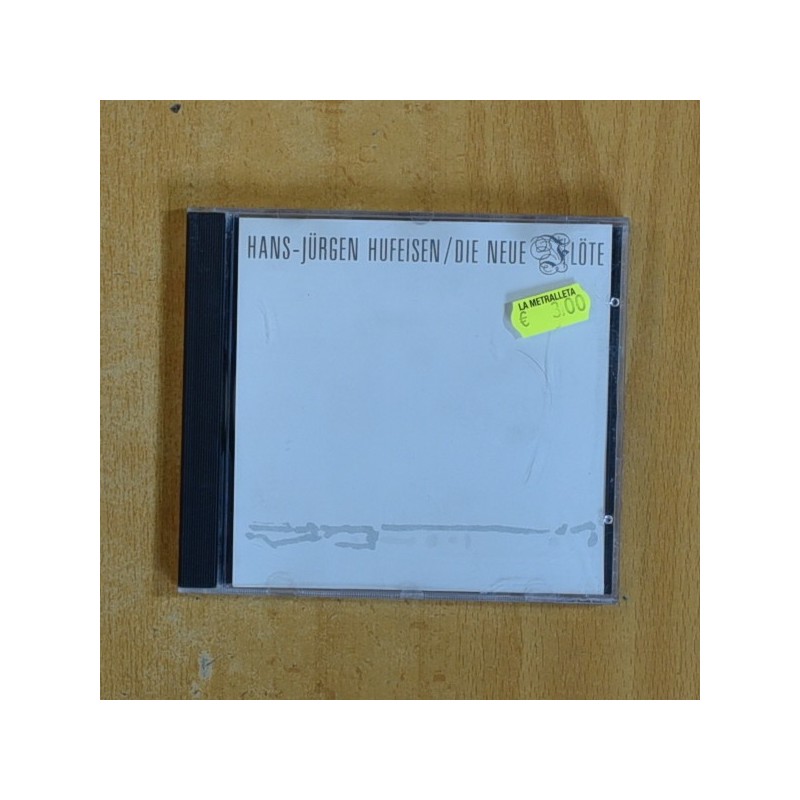 HANS-JÜRGEN HUFEISEN/DIE NEUE FLÖTE
LA METRALLETA
€ 3,00